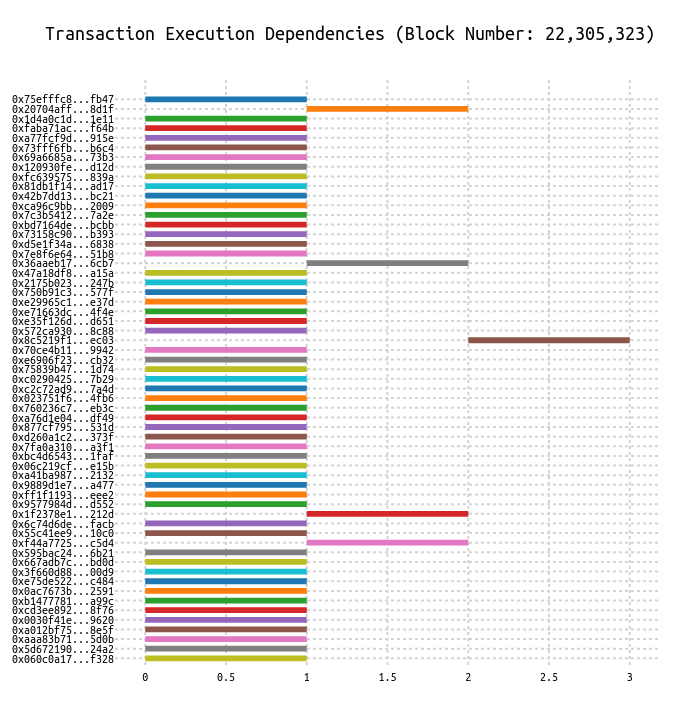 Transaction Execution Dependencies (Block Number: 22,305,323)
0x75efffc8...fb47
0x20704aff...8d1f
0x1d4a0c1d...1e11
0xfaba71ac...f64b
0xa77fcf9d...915e
0x73fff6fb...b6c4
0x69a6685a...73b3
0x120930fe...d12d
0xfc639575...839a
0x81db1f14...ad17
0x42b7dd13...bc21
0xca96c9bb...2009
0x7c3b5412...7a2e
0xbd7164de...bcbb
0x73158c90...b393
0xd5e1f34a...6838
0x7e8f6e64...51b8
0x36aaeb17...6cb7
0x47a18df8...a15a
0x2175b023...247b
0x750b91c3...577f
0xe29965c1...e37d
0xe71663dc...4f4e
0xe35f126d...d651
0x572ca930...8c88
0x8c5219f1...ec03
0x70ce4b11...9942
0xe6906f23...cb32
0x75839b47...1d74
0xc0290425...7b29
0xc2c72ad9...7a4d
0x023751f6...4fb6
0x760236c7...eb3c
0xa76d1e04...df49
0x877cf795...531d
0xd260a1c2...373f
0x7fa0a310...a3f1
0xbc4d6543...1faf
0x06c219cf...e15b
0xa41ba987...2132
0x9889d1e7...a477
0xff1f1193...eee2
0x9577984d...d552
0x1f2378e1...212d
0x6c74d6de...facb
0x55c41ee9...10c0
0xf44a7725...c5d4
0x595bac24...6b21
0x667adb7c...bd0d
0x3f660d88...00d9
0xe75de522...c484
0x0ac7673b...2591
0xb1477781...a99c
0xcd3ee892...8f76
0x0030f41e...9620
0xa012bf75...8e5f
0xaaa83b71...5d0b
0x5d672190...24a2
0x060c0a17...f328
0 0.5 1 1.5 2 2.5 3